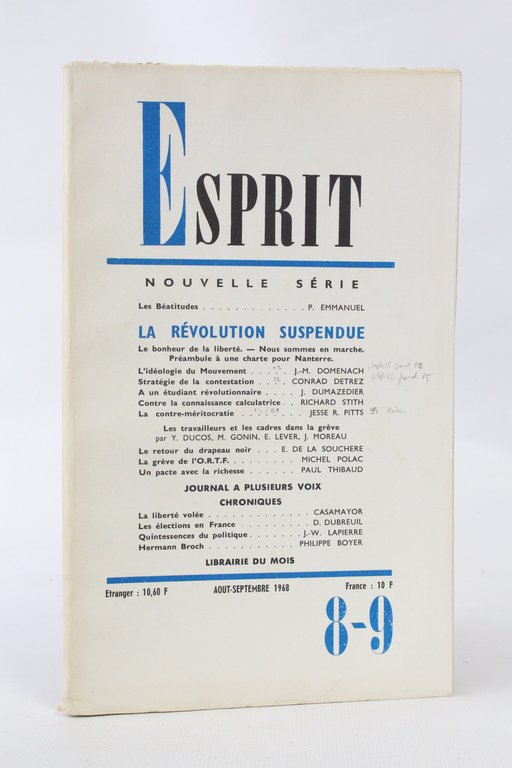 ESPRIT
NOUVELLE SÉRIE
Les Béatitudes . . . . . . . . . . . . . P. EMMANUEL
LA RÉVOLUTION SUSPENDUE
Le bonheur de la liberté. — Nous sommes en marche.
Préambule à une charte pour Nanterre.
L'idéologie du Mouvement . . . . . J.-M. DOMENACH
Stratégie de la contestation . . . . . CONRAD DETREZ
A un étudiant révolutionnaire . . . . . J. DUMAZEDIER
Contre la connaissance calculatrice . . RICHARD STITH
La contre-méritocratie . . . . . . . . . JESSE R. PITTS
Les travailleurs et les cadres dans la grève
par Y. DUCOS, M. GONIN, E. LEVER, J. MOREAU
Le retour du drapeau noir . . . E. DE LA SOUCHERE
La grève de l'O.R.T.F. . . . . . . . . . MICHEL POLAC
Un pacte avec la richesse . . . . . . . PAUL THIBAUD
JOURNAL A PLUSIEURS VOIX
CHRONIQUES
La liberté volée . . . . . . . . . . . . . . CASAMAYOR
Les élections en France . . . . . . . . . D. DUBREUIL
Quintessences du politique . . . . . . . J.-W. LAPIERRE
Hermann Broch . . . . . . . . . . . . PHILIPPE BOYER
LIBRAIRIE DU MOIS
Etranger : 10,60 F AOUT-SEPTEMBRE 1968 France : 10 F
8-9